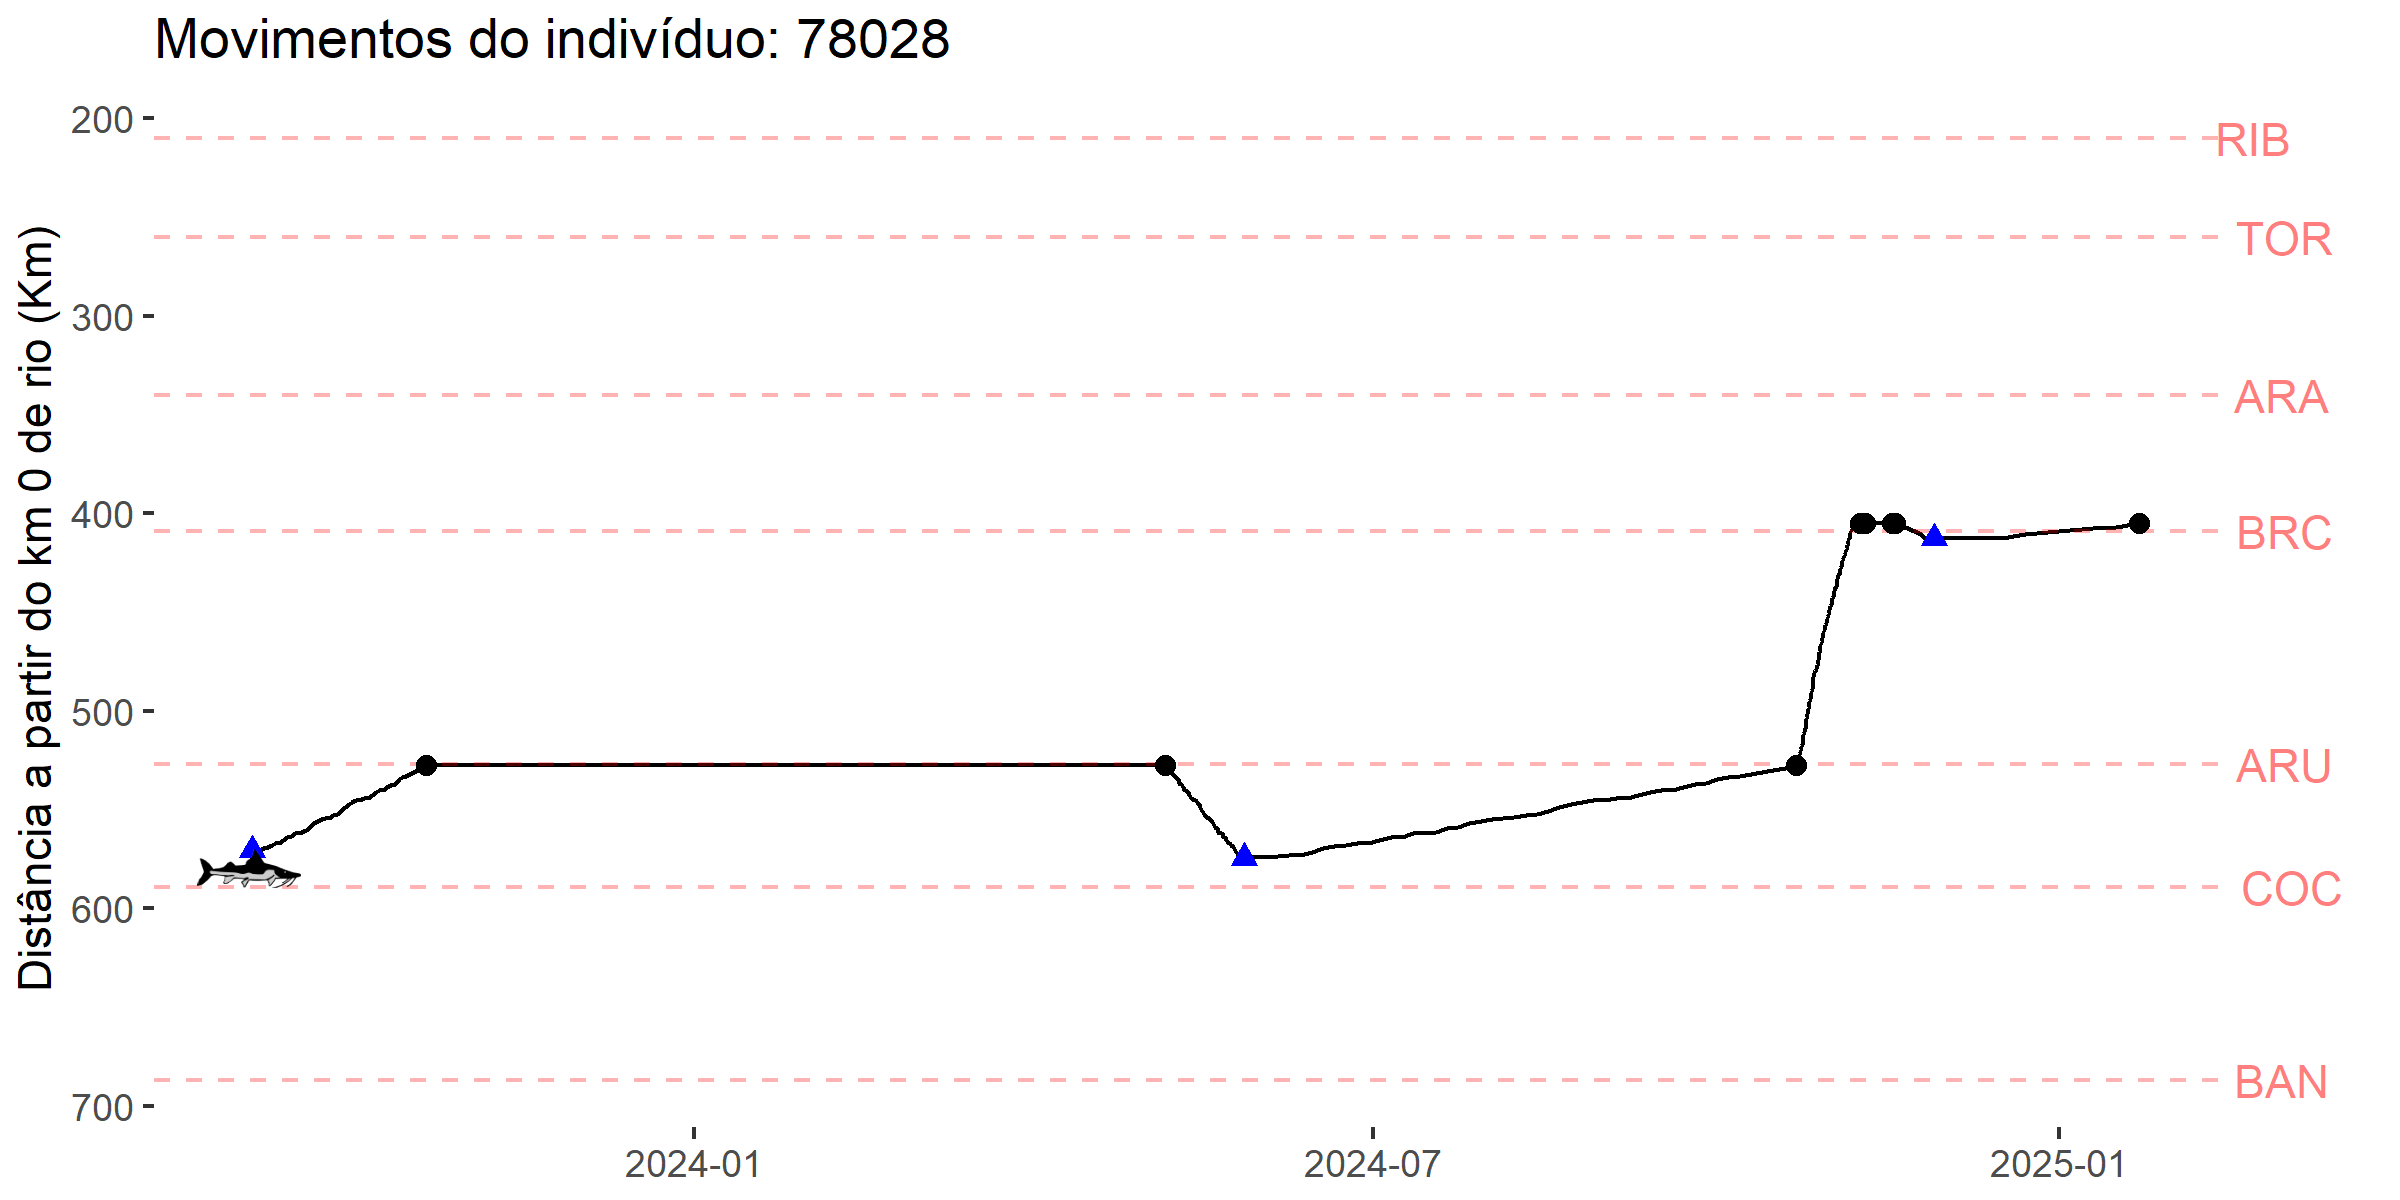 Movimentos do indivíduo: 78028
Distância a partir do km 0 de rio (Km)
200
300
400
500
600
700
RIB
TOR
ARA
BRC
ARU
COC
BAN
2024-01
2024-07
2025-01